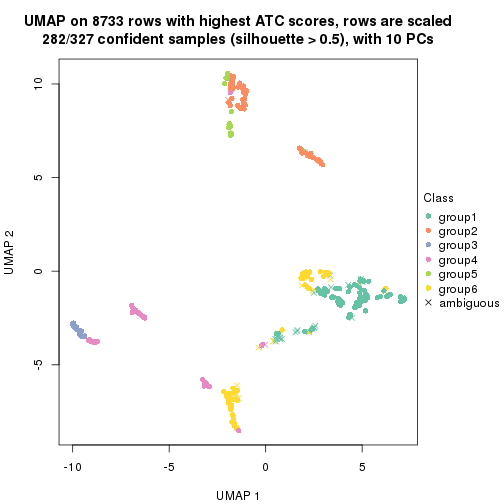 UMAP on 8733 rows with highest ATC scores, rows are scaled
282/327 confident samples (silhouette > 0.5), with 10 PCs
10
5
0
-5
UMAP 2
-10
-5
0
5
UMAP 1
Class
group1
group2
group3
group4
group5
group6
ambiguous